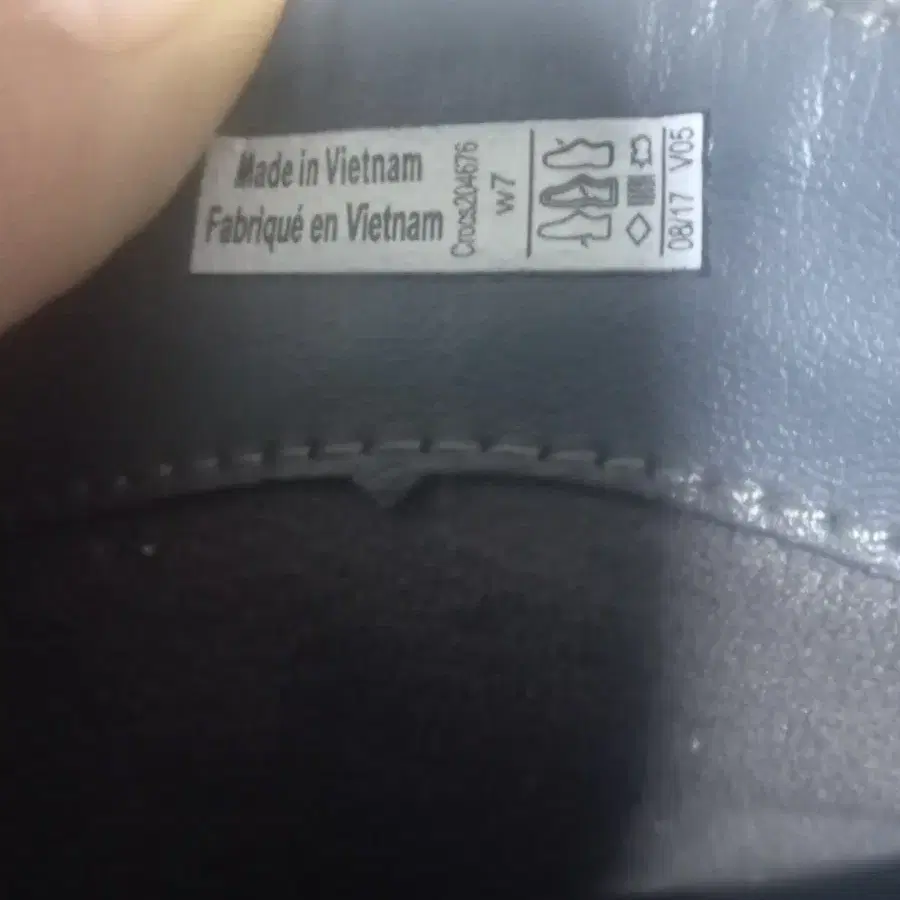 Made in Vietnam
Fabriqué en Vietnam
Crocs204676
w7
08/17 V05